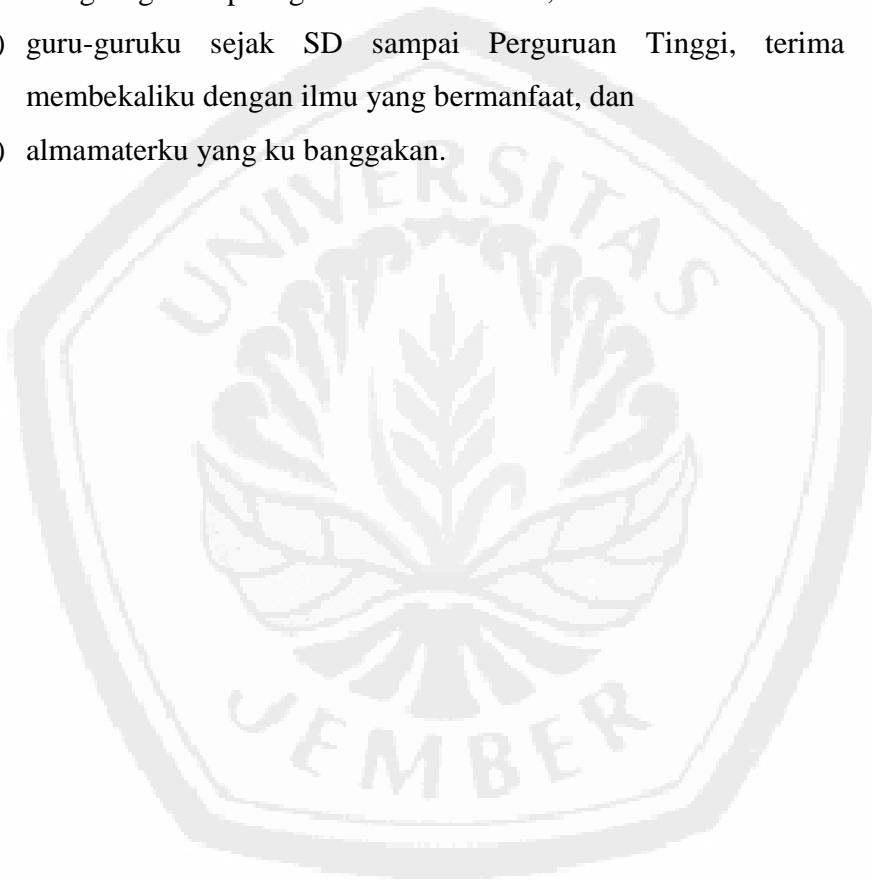 ) guru-guruku sejak SD sampai Perguruan Tinggi, terima
membekaliku dengan ilmu yang bermanfaat, dan
) almamaterku yang ku banggakan.
UNIVERSITAS
JEMBER